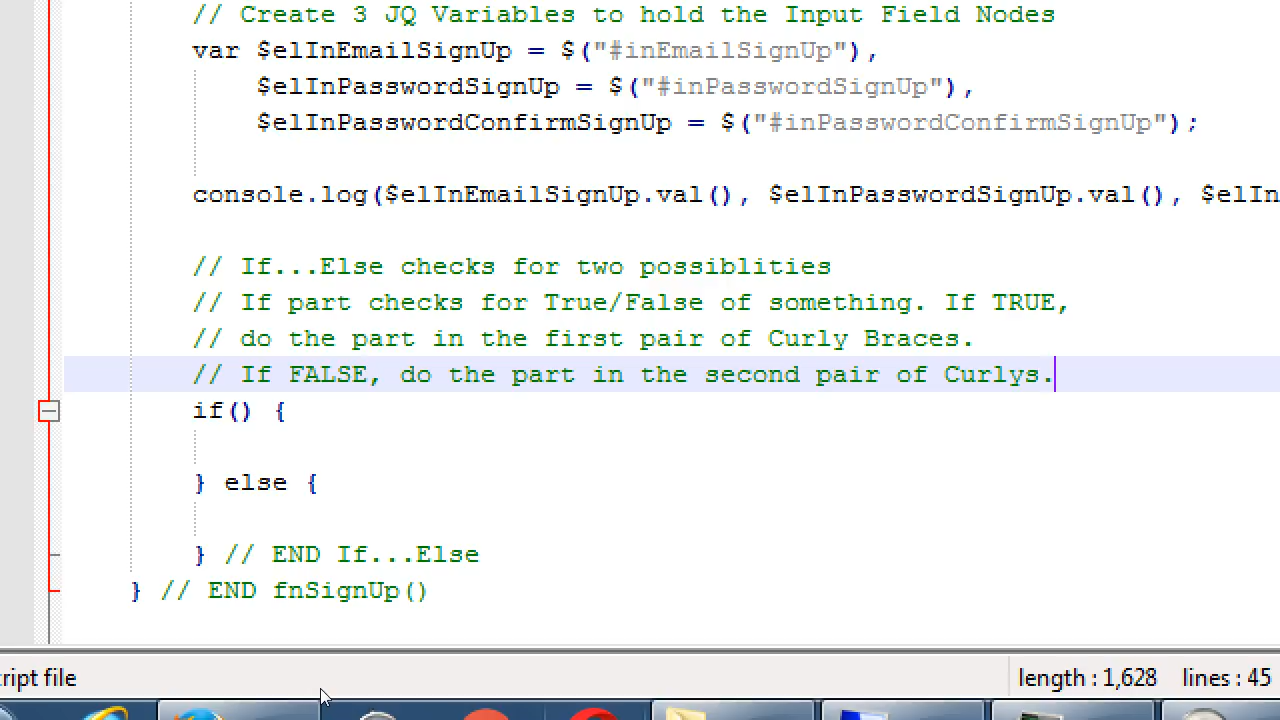 // Create 3 JQ Variables to hold the Input Field Nodes
var $elInEmailSignUp = $("#inEmailSignUp"),
$elInPasswordSignUp = $("#inPasswordSignUp"),
$elInPasswordConfirmSignUp = $("#inPasswordConfirmSignUp");
console.log($elInEmailSignUp.val(), $elInPasswordSignUp.val(), $elIn
// If...Else checks for two possiblities
// If part checks for True/False of something. If TRUE,
// do the part in the first pair of Curly Braces.
// If FALSE, do the part in the second pair of Curlys.
if() {
} else {
} // END If...Else
} // END fnSignUp()
ript file length : 1,628 lines : 45